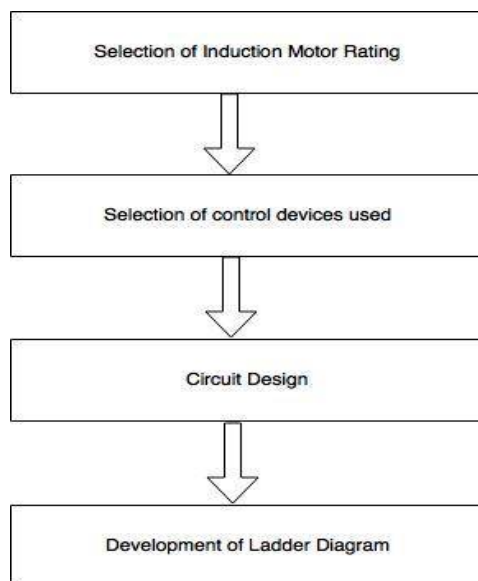 Selection of Induction Motor Rating
Selection of control devices used
Circuit Design
Development of Ladder Diagram